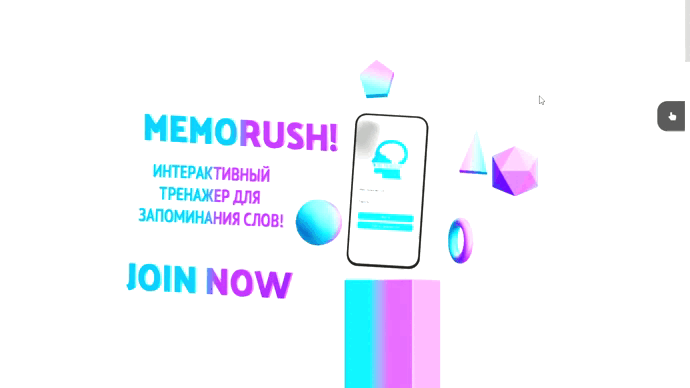 MEMORUSH!
ИНТЕРАКТИВНЫЙ
ТРЕНАЖЕР ДЛЯ
ЗАПОМИНАНИЯ СЛОВ!
JOIN NOW